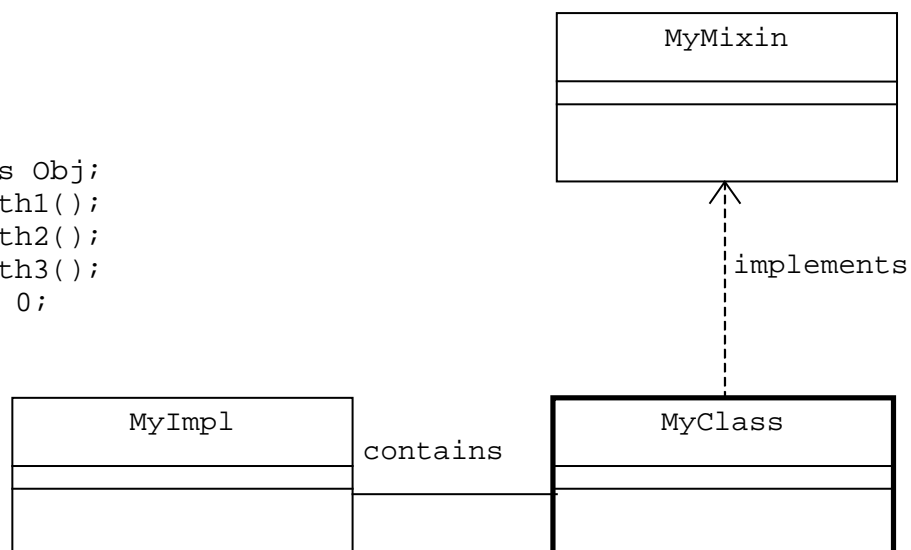 MyMixin
s Obj;
th1();
th2();
th3();
0;
implements
MyImpl
contains
MyClass